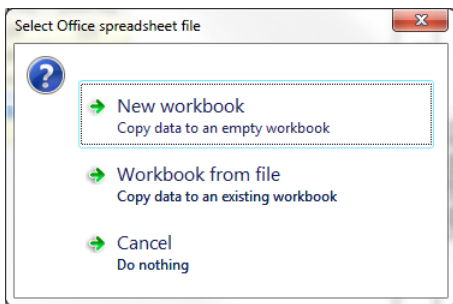 Select Office spreadsheet file
New workbook
Copy data to an empty workbook
Workbook from file
Copy data to an existing workbook
Cancel
Do nothing